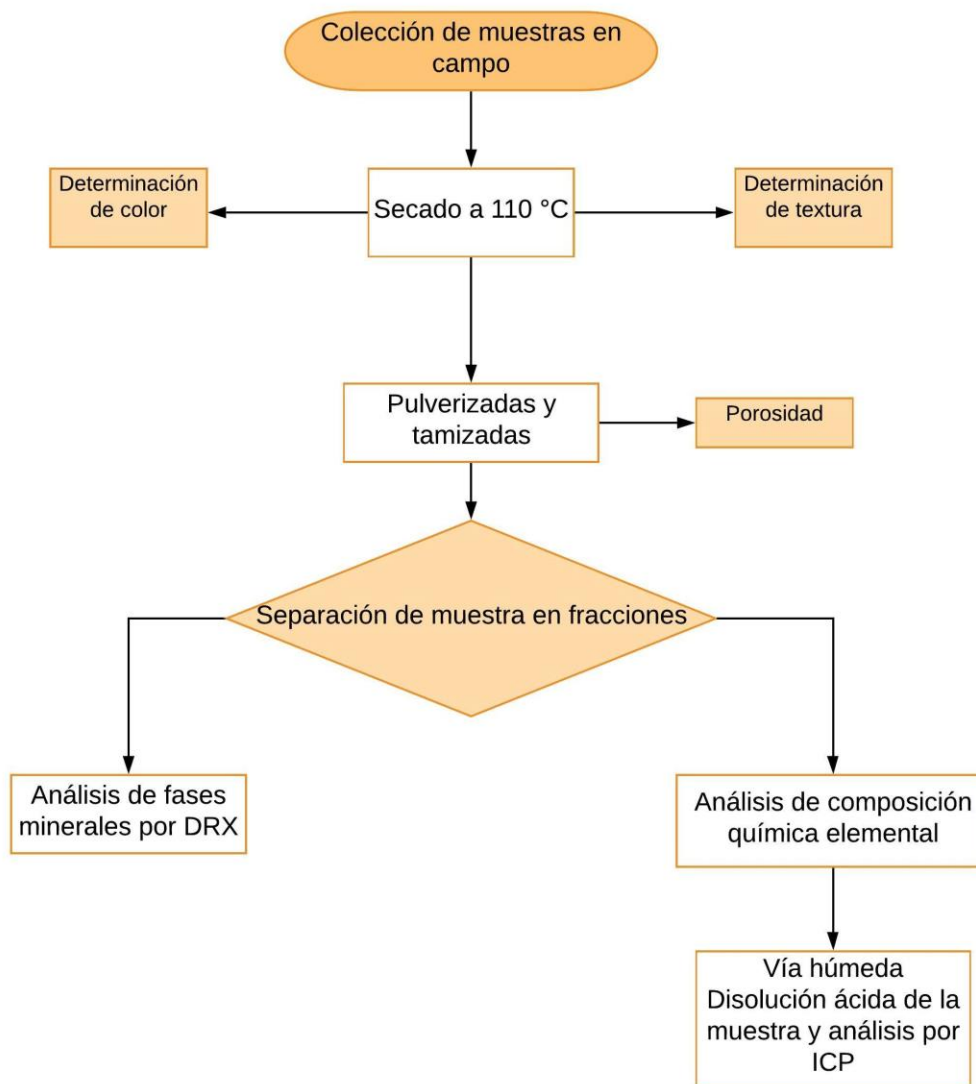 Colección de muestras en
campo
Determinación
de color
Secado a 110 °C
Determinación
de textura
Pulverizadas y
tamizadas
Porosidad
Separación de muestra en fracciones
Análisis de fases
minerales por DRX
Análisis de composición
química elemental
Vía húmeda
Disolución ácida de la
muestra y análisis por
ICP